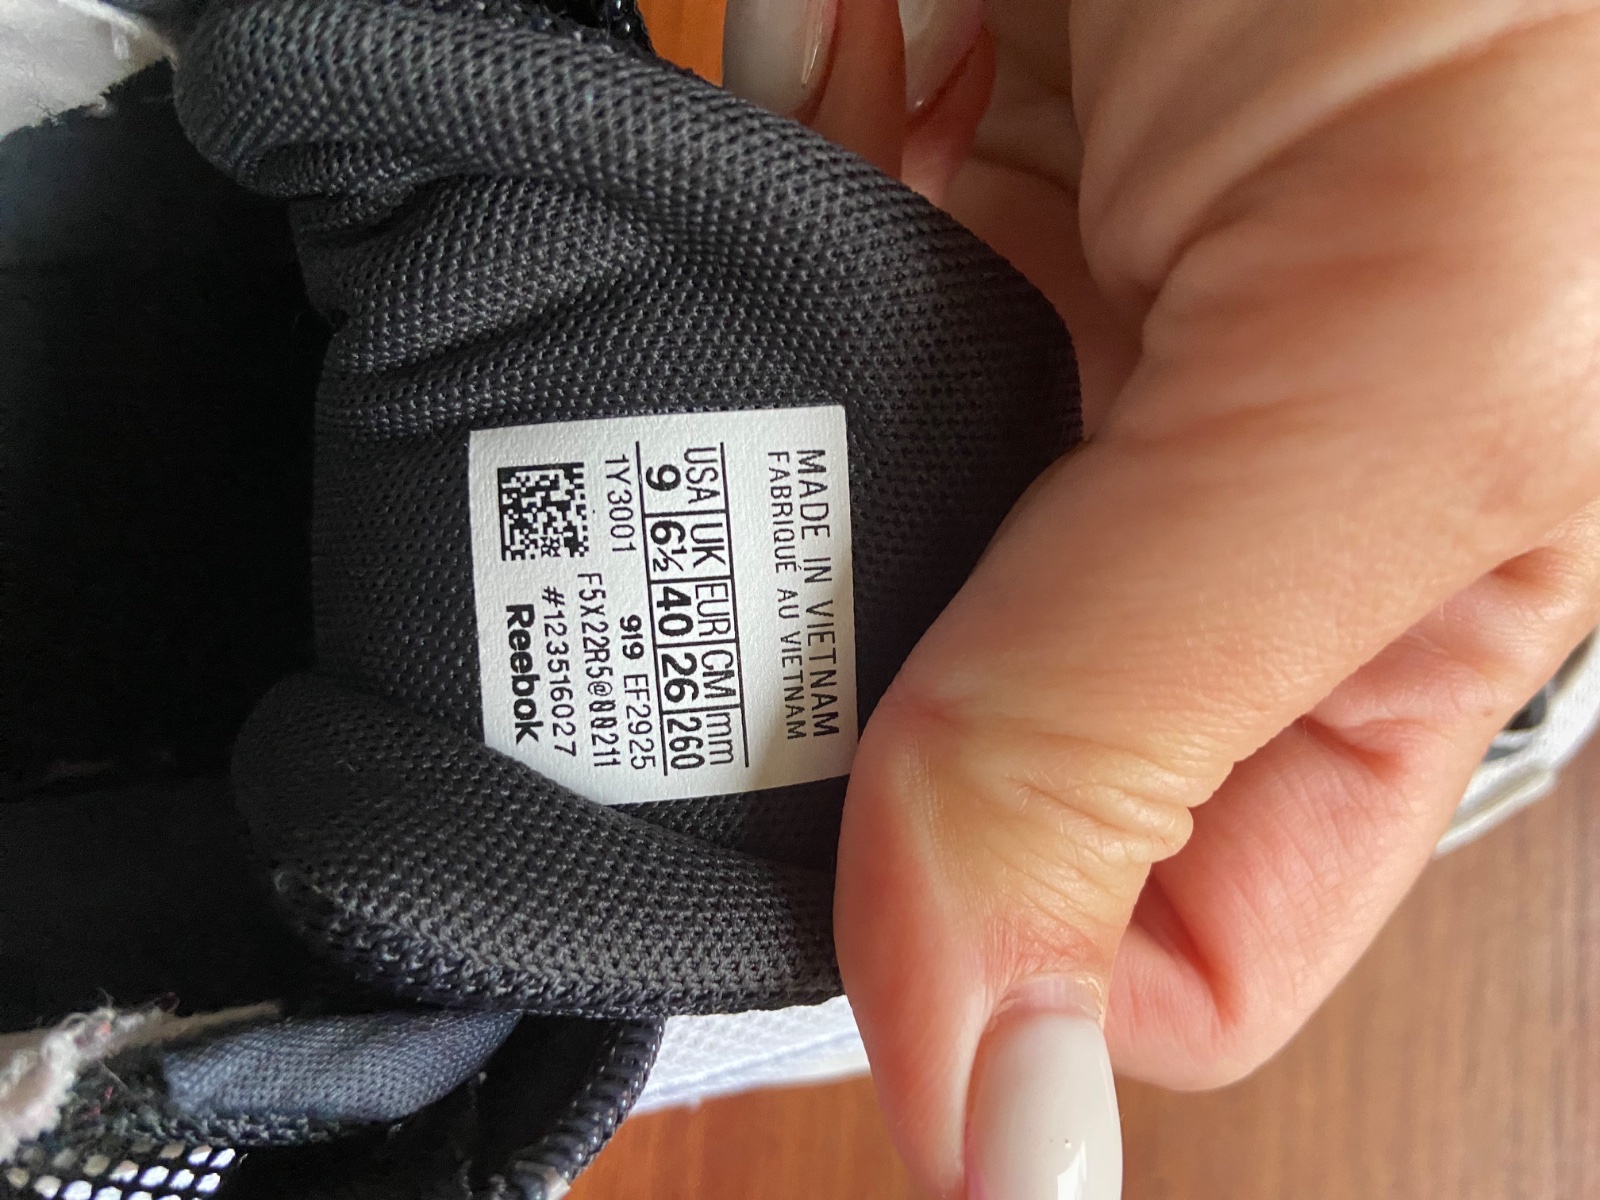 MADE IN VIETNAM
FABRIQUÉ AU VIETNAM
USA UK EUR CM mm
9 6½ 40 26 260
1Y3001 919 EF2925
F5X22R5@00211
#123516027
Reebok